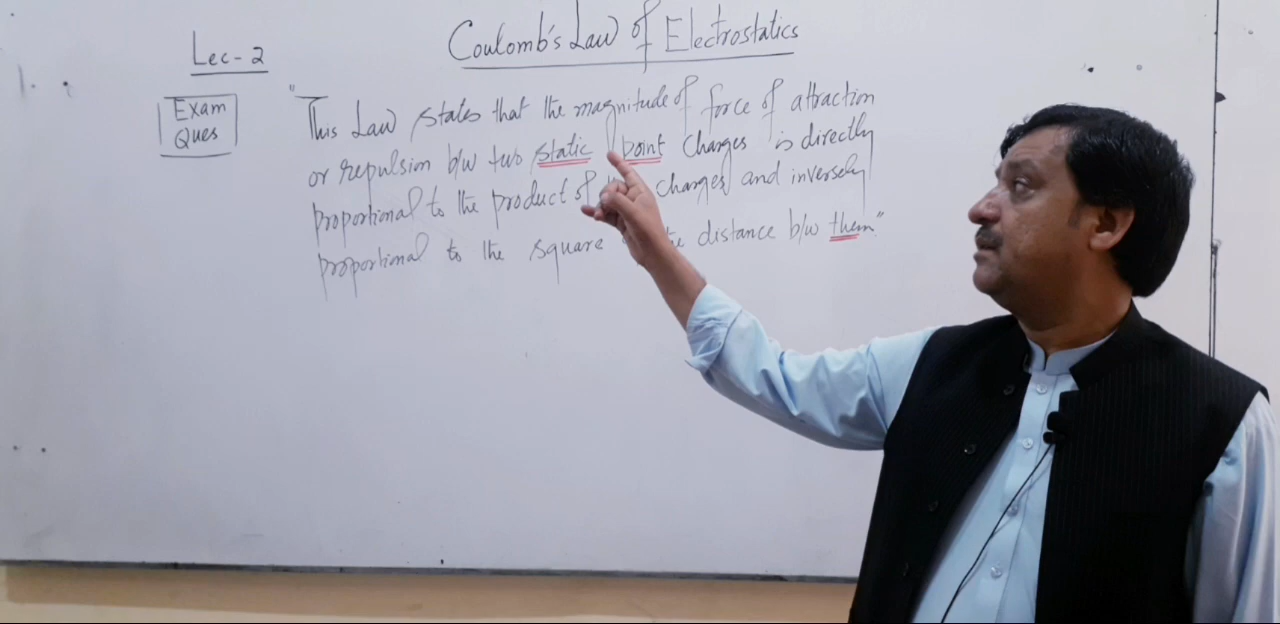 Lec-2
Coulomb's Law of Electrostatics
Exam
Ques
"This Law states that the magnitude of force of attraction
or repulsion b/w two static point charges is directly
proportional to the product of charges and inversely
proportional to the square distance b/w them."